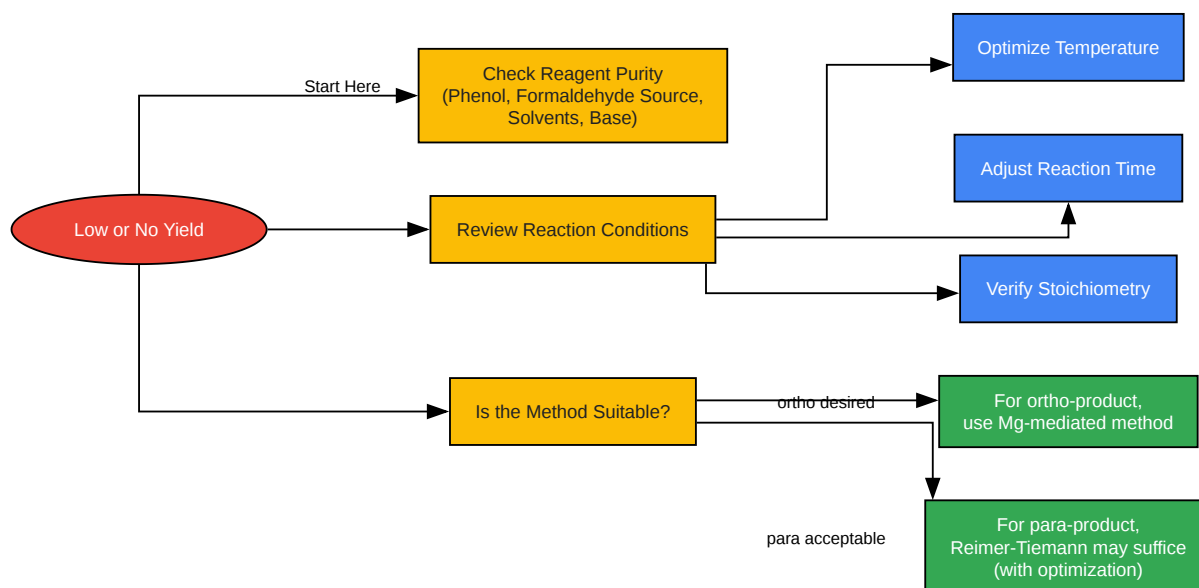 Start Here
Check Reagent Purity
(Phenol, Formaldehyde Source,
Solvents, Base)
Optimize Temperature
Adjust Reaction Time
Low or No Yield
Review Reaction Conditions
Verify Stoichiometry
Is the Method Suitable?
ortho desired
For ortho-product,
use Mg-mediated method
para acceptable
For para-product,
Reimer-Tiemann may suffice
(with optimization)